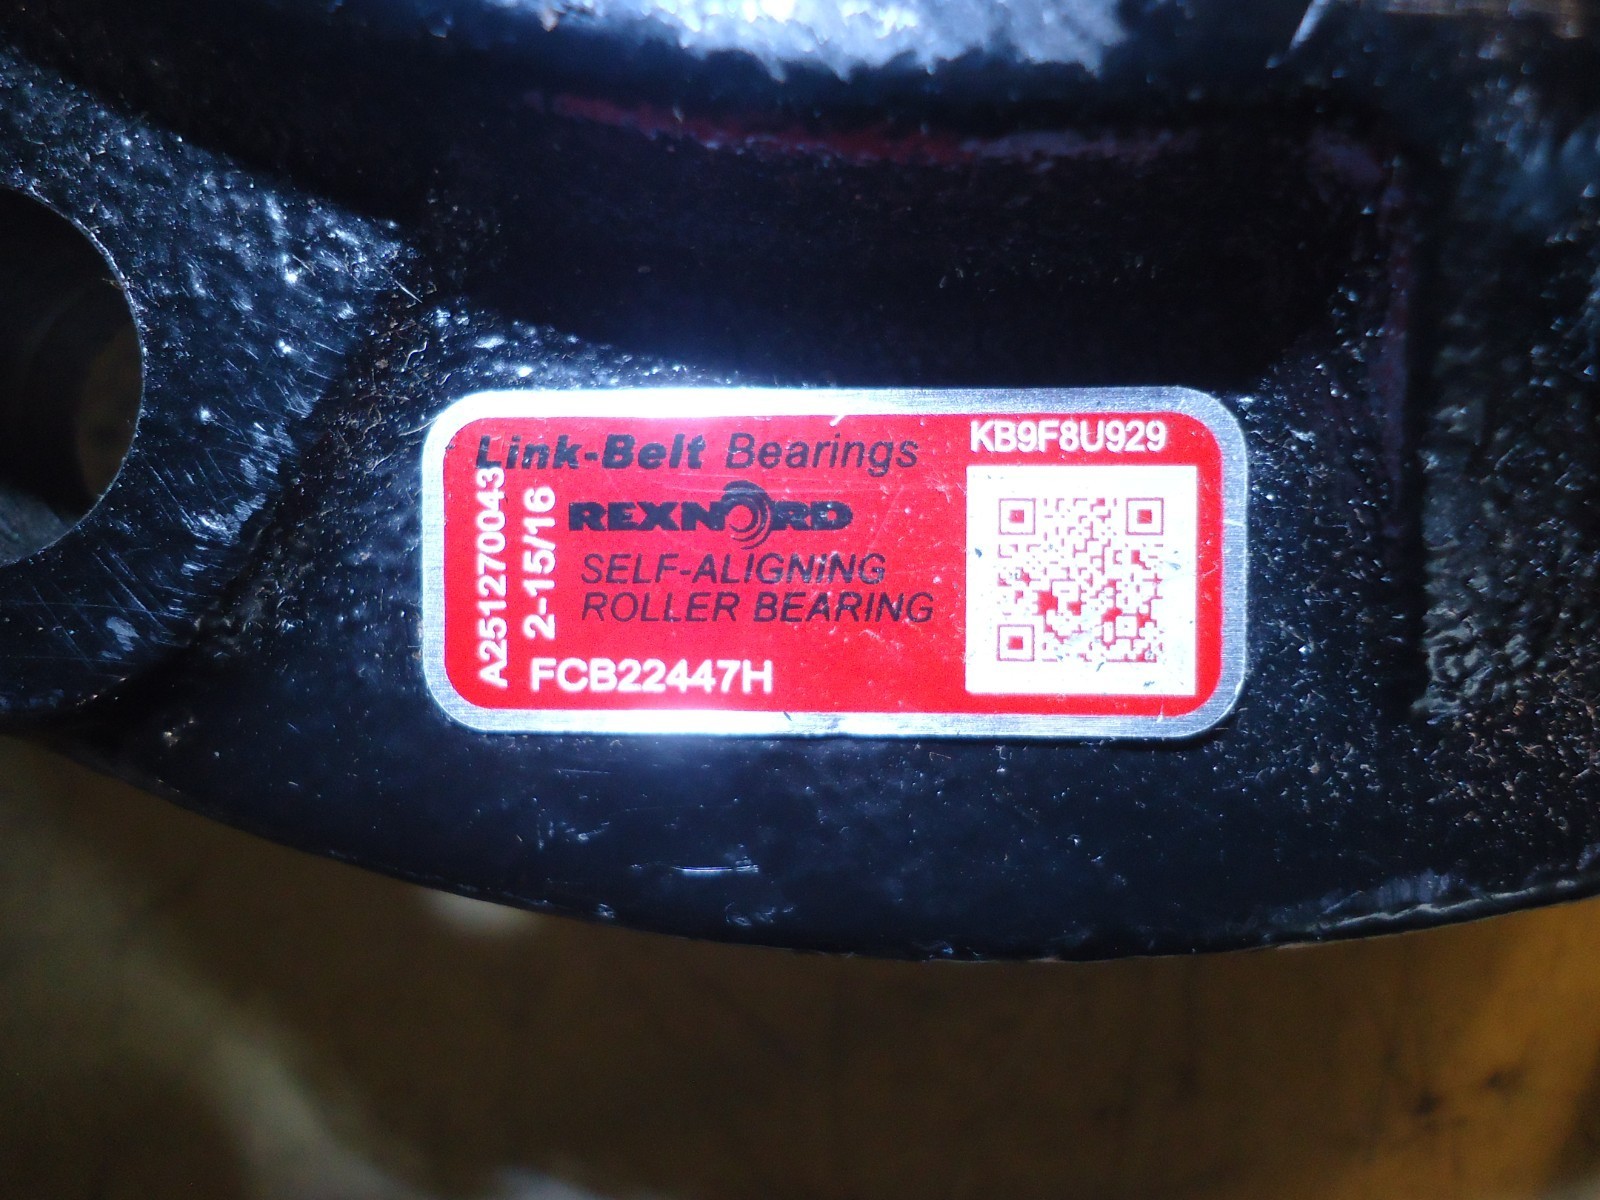 Link-Belt Bearings
KB9F8U929
REXNORD
SELF-ALIGNING
ROLLER BEARING
A251270043
2-15/16
FCB22447H